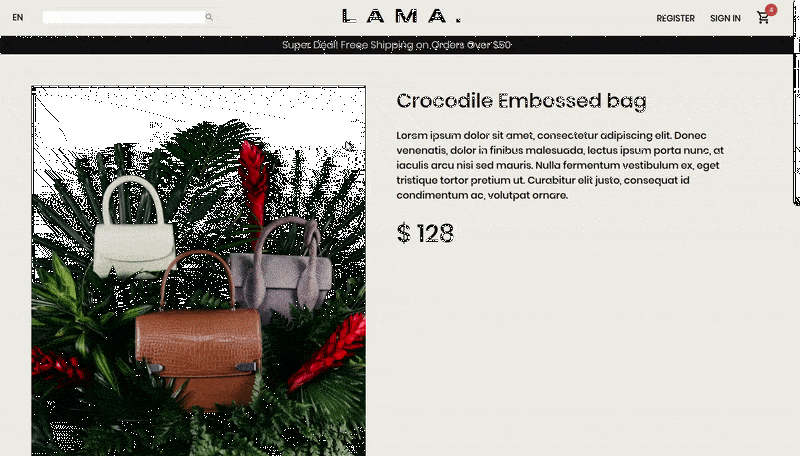 EN
LAMA.
REGISTER
SIGN IN
4
Super Deal! Freee Shipping on Orders Over $50
Crocodile Embossed bag
Lorem ipsum dolor sit amet, consectetur adipiscing elit. Donec
venenatis, dolor in finibus malesuada, lectus ipsum porta nunc, at
iaculis arcu nisi sed mauris. Nulla fermentum vestibulum ex, eget
tristique tortor pretium ut. Curabitur elit justo, consequat id
condimentum ac, volutpat ornare.
$ 128